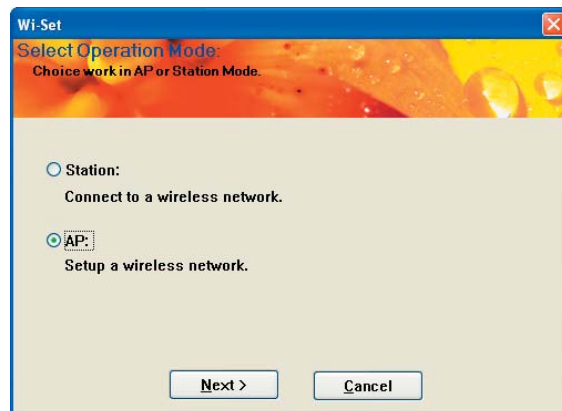 Wi-Set
Select Operation Mode:
Choice work in AP or Station Mode.
Station:
Connect to a wireless network.
AP:
Setup a wireless network.
Next >
Cancel